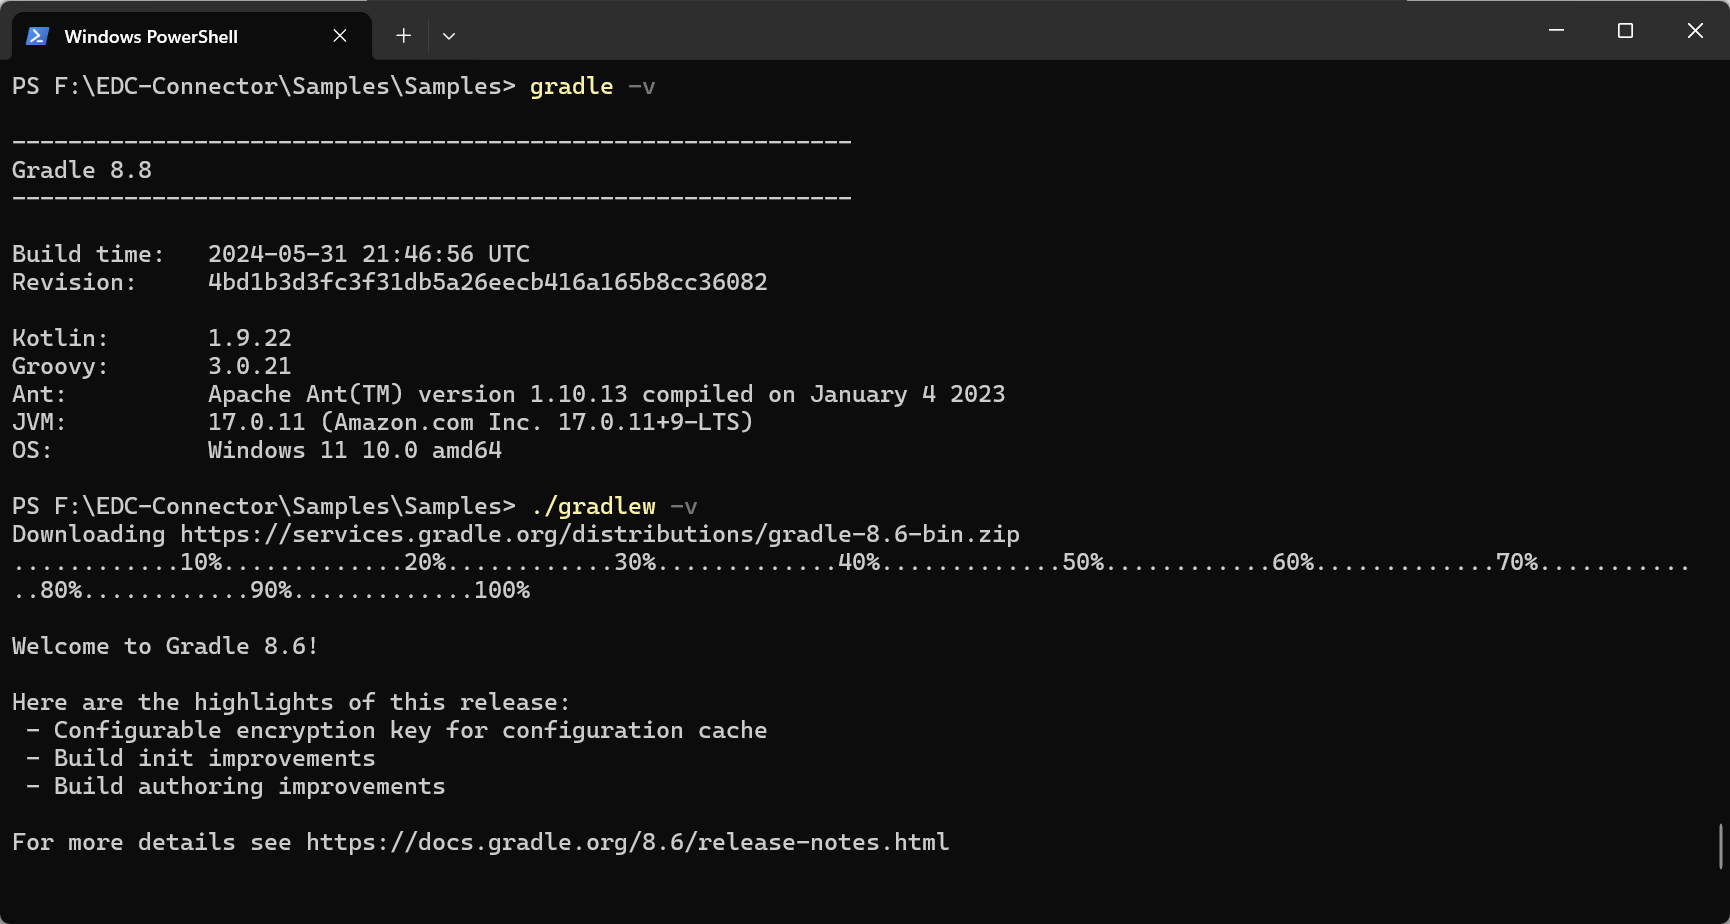 Windows PowerShell
PS F:\EDC-Connector\Samples\Samples> gradle -v
------------------------------------------------------------
Gradle 8.8
------------------------------------------------------------
Build time:   2024-05-31 21:46:56 UTC
Revision:     4bd1b3d3fc3f31db5a26eecb416a165b8cc36082
Kotlin:       1.9.22
Groovy:       3.0.21
Ant:          Apache Ant(TM) version 1.10.13 compiled on January 4 2023
JVM:          17.0.11 (Amazon.com Inc. 17.0.11+9-LTS)
OS:           Windows 11 10.0 amd64
PS F:\EDC-Connector\Samples\Samples> ./gradlew -v
Downloading https://services.gradle.org/distributions/gradle-8.6-bin.zip
............10%.............20%............30%.............40%.............50%............60%.............70%...........
..80%............90%.............100%
Welcome to Gradle 8.6!
Here are the highlights of this release:
 - Configurable encryption key for configuration cache
 - Build init improvements
 - Build authoring improvements
For more details see https://docs.gradle.org/8.6/release-notes.html